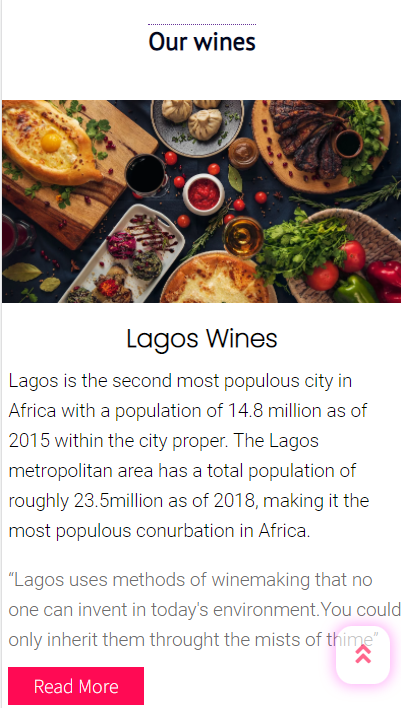 Our wines
Lagos Wines
Lagos is the second most populous city in
Africa with a population of 14.8 million as of
2015 within the city proper. The Lagos
metropolitan area has a total population of
roughly 23.5million as of 2018, making it the
most populous conurbation in Africa.
“Lagos uses methods of winemaking that no
one can invent in today's environment.You could
only inherit them throught the mists of thime”
Read More